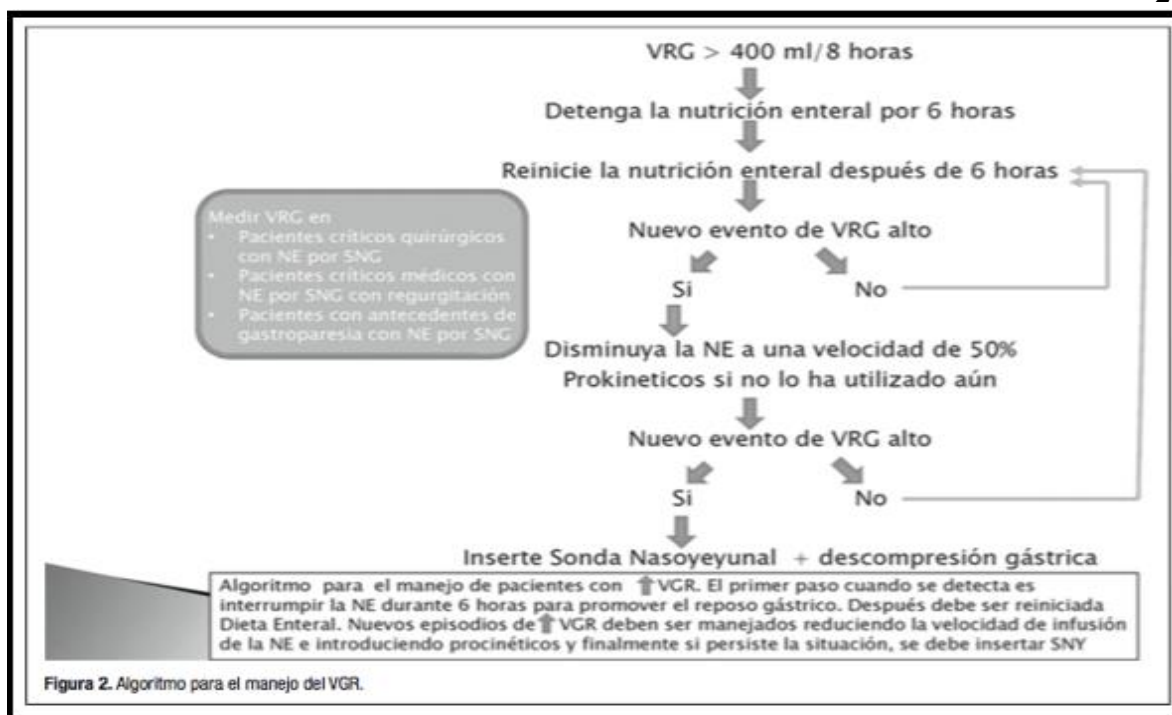 VRG > 400 ml/8 horas
Detenga la nutrición enteral por 6 horas
Reinicie la nutrición enteral después de 6 horas
Medir VRG en
• Pacientes críticos quirúrgicos
con NE por SNG
• Pacientes críticos médicos con
NE por SNG con regurgitación
• Pacientes con antecedentes de
gastroparesia con NE por SNG
Nuevo evento de VRG alto
Si No
Disminuya la NE a una velocidad de 50%
Prokineticos si no lo ha utilizado aún
Nuevo evento de VRG alto
Si No
Inserte Sonda Nasoyeyunal + descompresión gástrica
Algoritmo para el manejo de pacientes con ⬆VGR. El primer paso cuando se detecta es
interrumpir la NE durante 6 horas para promover el reposo gástrico. Después debe ser reiniciada
Dieta Enteral. Nuevos episodios de ⬆VGR deben ser manejados reduciendo la velocidad de infusión
de la NE e introduciendo procinéticos y finalmente si persiste la situación, se debe insertar SNY
Figura 2. Algoritmo para el manejo del VGR.